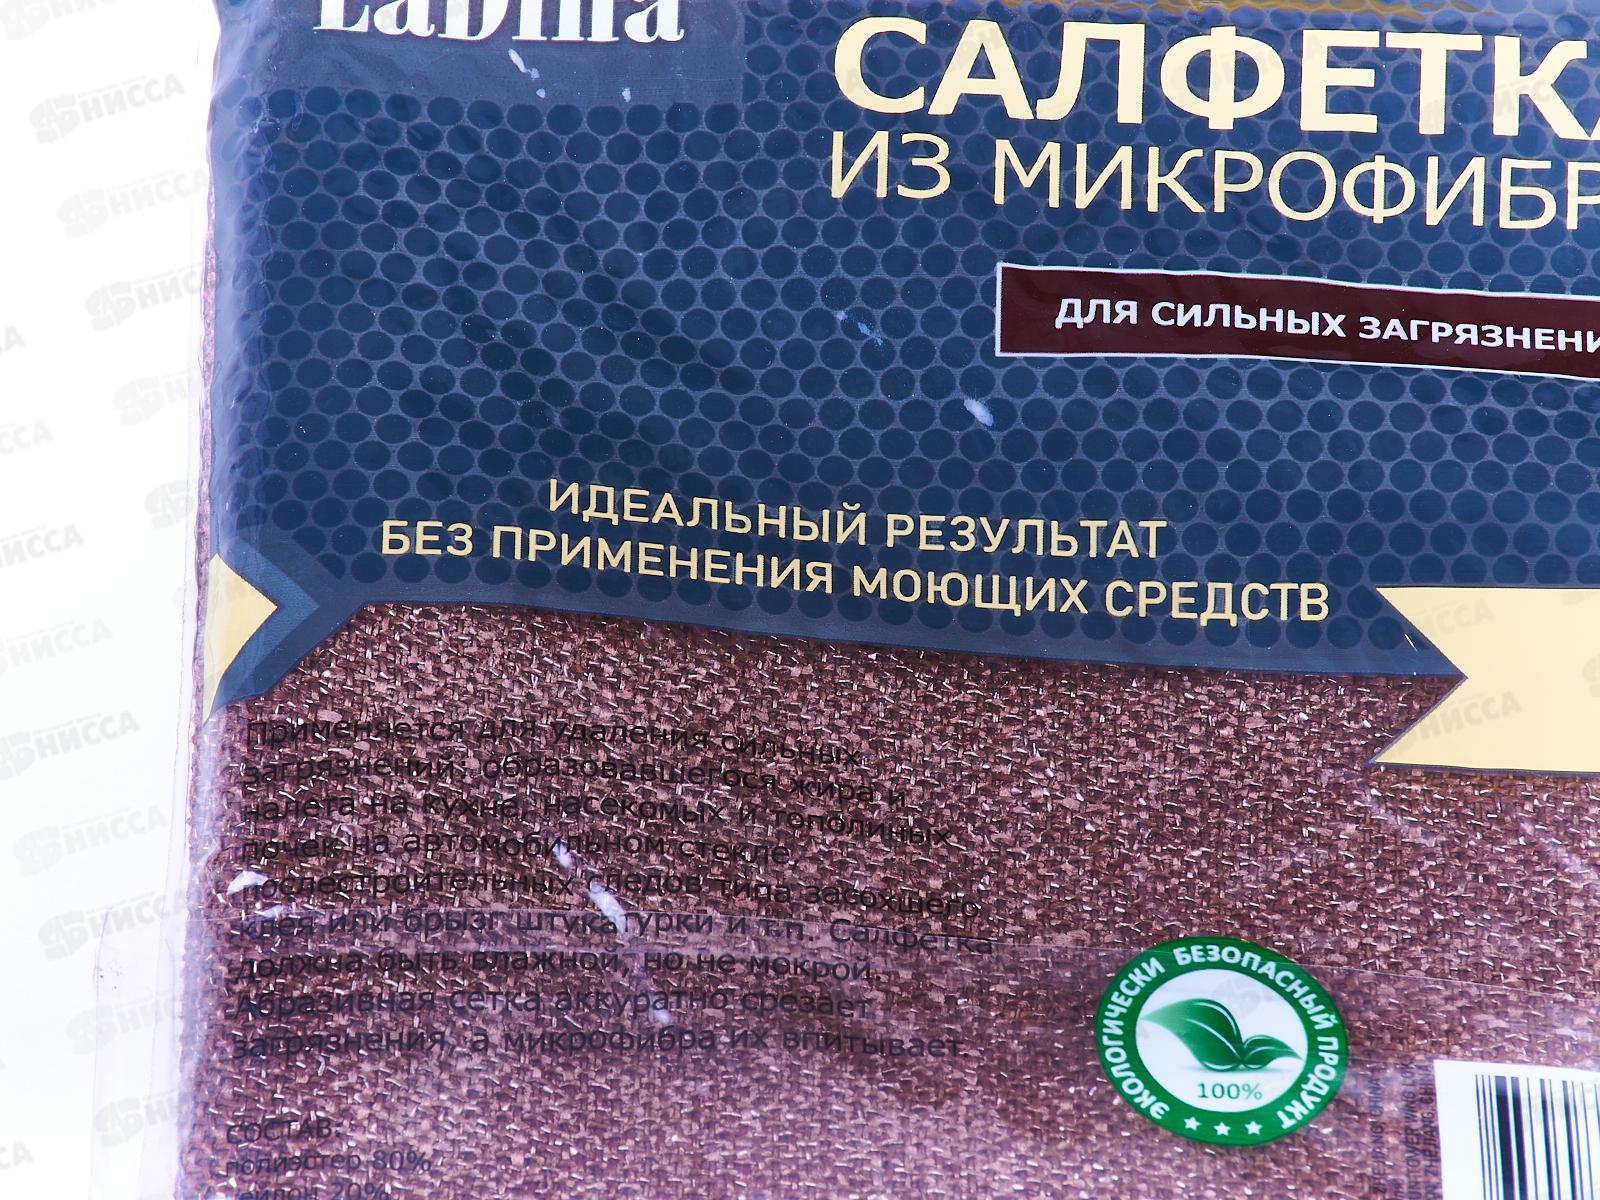 LaDina
САЛФЕТКА
ИЗ МИКРОФИБР
ДЛЯ СИЛЬНЫХ ЗАГРЯЗНЕНИ
ИДЕАЛЬНЫЙ РЕЗУЛЬТАТ
БЕЗ ПРИМЕНЕНИЯ МОЮЩИХ СРЕДСТВ
Применяется для удаления сильных
загрязнений: образовавшегося жира и
налета на кухне, насекомых и тополиных
почек на автомобильном стекле,
послестроительных следов типа засохшего
клея или брызг штукатурки и т.п. Салфетка
должна быть влажной, но не мокрой.
Абразивная сетка аккуратно срезает
загрязнения, а микрофибра их впитывает.
СОСТАВ:
полиэстер 80%
нейлон 20%
ЭКОЛОГИЧЕСКИ БЕЗОПАСНЫЙ ПРОДУКТ
100%
НИССА